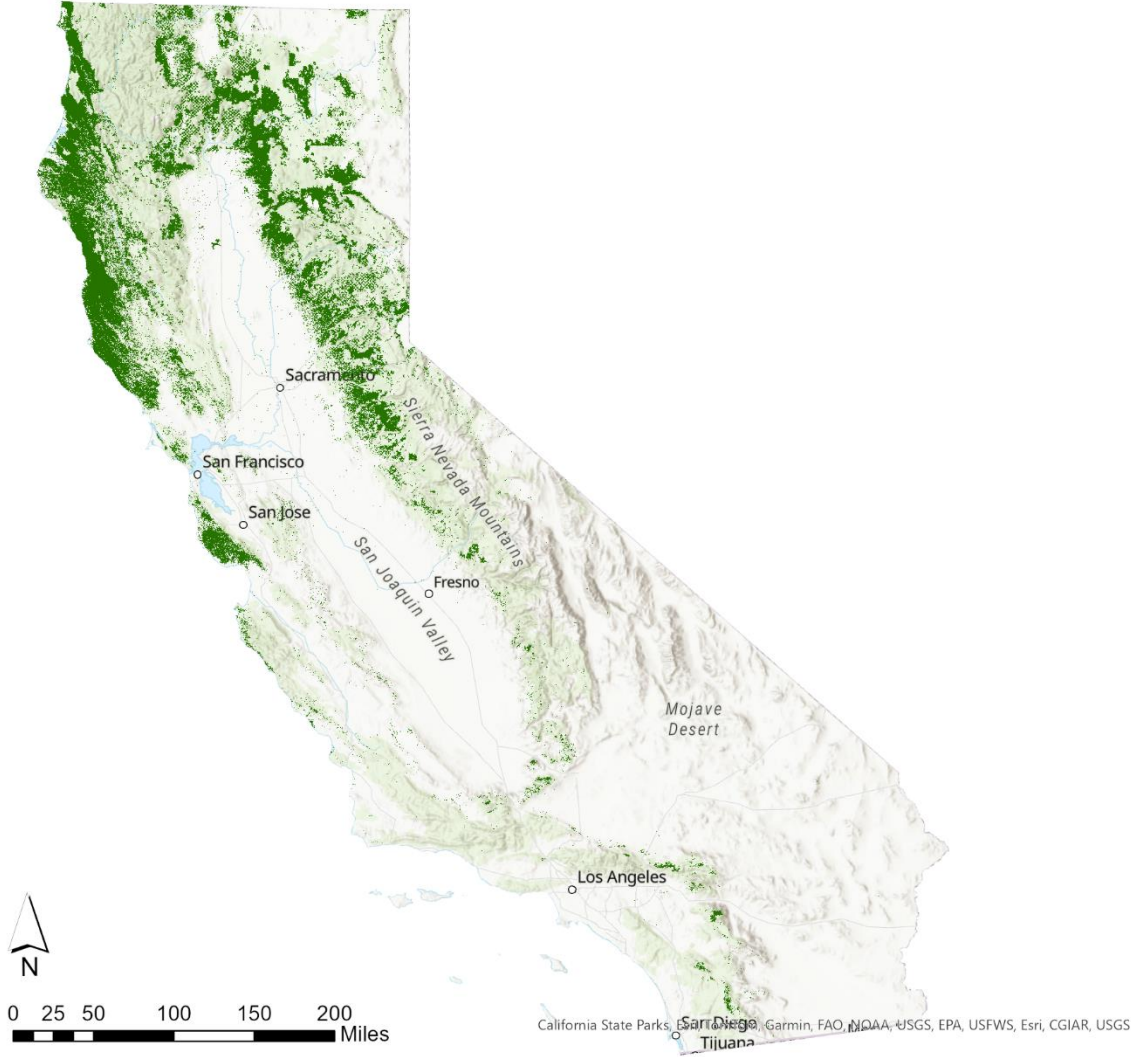 Sacramento
Sierra Nevada Mountains
San Francisco
San Jose
San Joaquin Valley
Fresno
Mojave
Desert
Los Angeles
N
0 25 50 100 150 200
Miles
San Diego
Tijuana
California State Parks, Esri, TomTom, Garmin, FAO, NOAA, USGS, EPA, USFWS, Esri, CGIAR, USGS